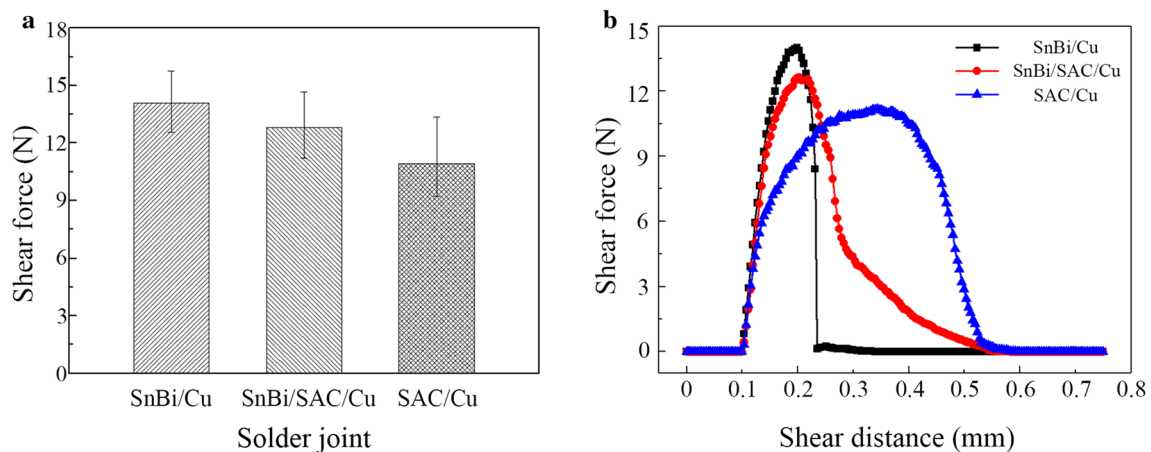 a
18
15
12
9
6
3
0
Shear force (N)
SnBi/Cu
SnBi/SAC/Cu
SAC/Cu
Solder joint
b
15
12
9
6
3
0
Shear force (N)
SnBi/Cu
SnBi/SAC/Cu
SAC/Cu
0 0.1 0.2 0.3 0.4 0.5 0.6 0.7 0.8
Shear distance (mm)